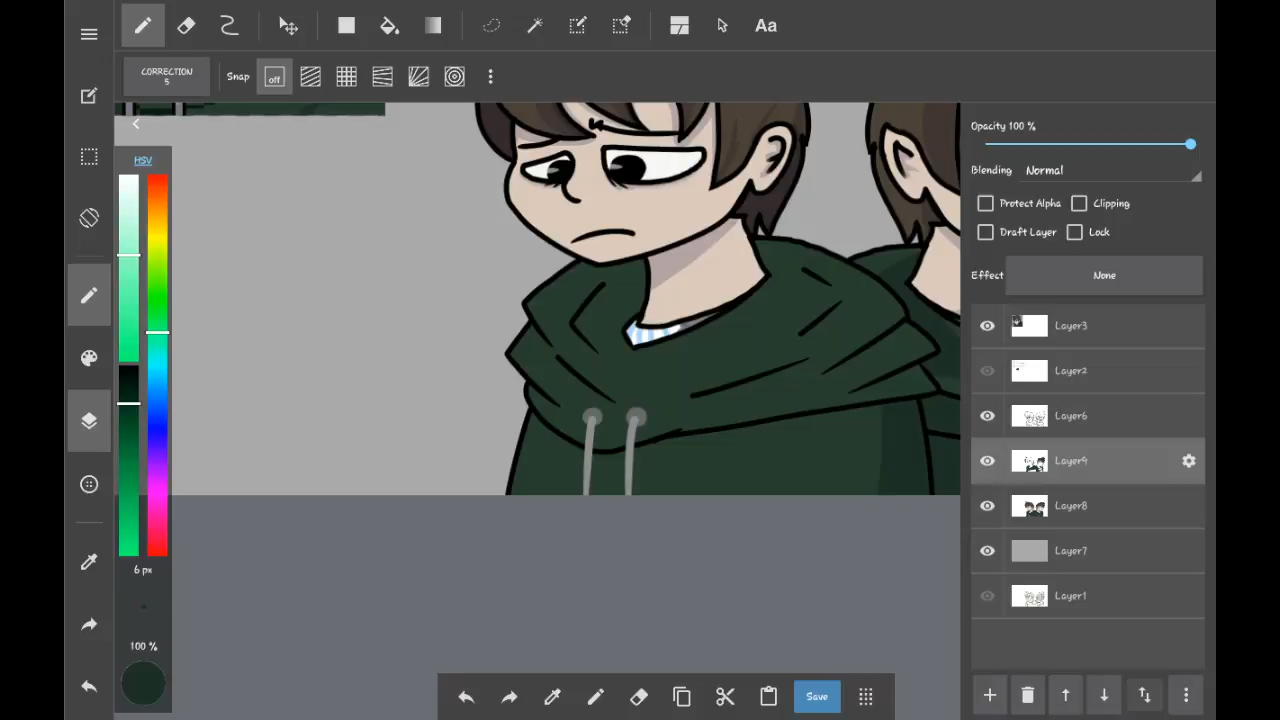 Aa
CORRECTION
5
Snap
off
HSV
Opacity 100 %
Blending
Normal
Protect Alpha
Clipping
Draft Layer
Lock
Effect
None
Layer3
Layer2
Layer6
Layer9
Layer8
Layer7
Layer1
6 px
100 %
Save